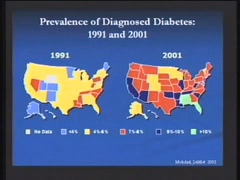 Prevalence of Diagnosed Diabetes:
1991 and 2001
1991
2001
No Data
<4%
4%-6%
7%-8%
9%-10%
>10%